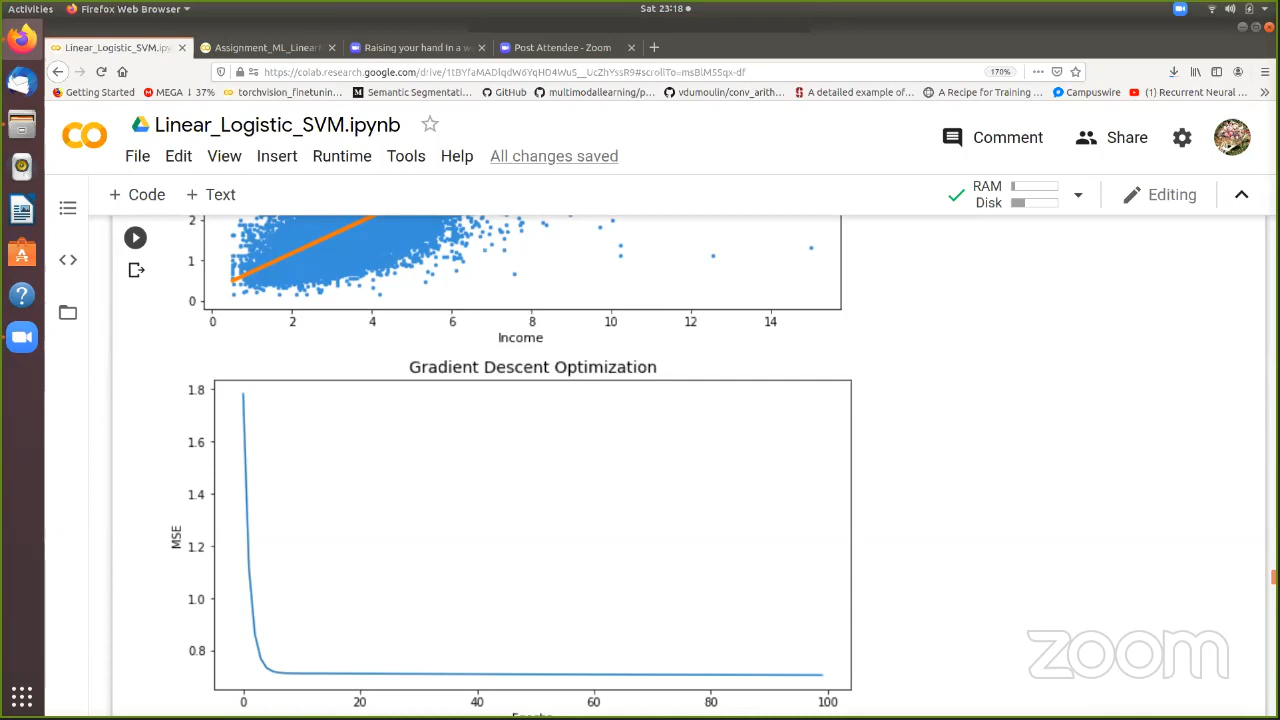 Activities Firefox Web Browser Sat 23:18
Linear_Logistic_SVM.ipyn Assignment_ML_Linear Raising your hand In a w Post Attendee - Zoom
https://colab.research.google.com/drive/1tBYfaMADlqdW6YqHD4WuS__UcZhYssR9#scrollTo=msBlM5Sqx-df 170%
Getting Started MEGA ↓ 37% torchvision_finetunin... Semantic Segmentati... GitHub multimodallearning/p... vdumoulin/conv_arith... A detailed example of... A Recipe for Training ... Campuswire (1) Recurrent Neural ...
CO Linear_Logistic_SVM.ipynb
Comment Share
File Edit View Insert Runtime Tools Help All changes saved
+ Code + Text
RAM
Disk
Editing
2
1
0
0 2 4 6 8 10 12 14
Income
Gradient Descent Optimization
1.8
1.6
1.4
1.2
1.0
0.8
MSE
0 20 40 60 80 100
zoom